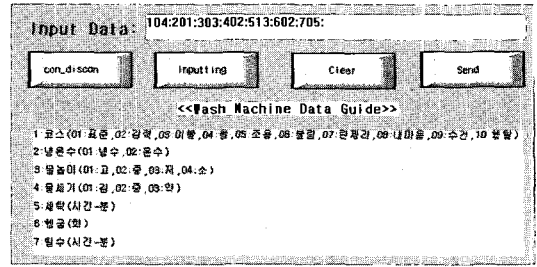 Input Data: 104:201:303:402:513:602:705:
con_discon Inputting Clear Send
<<Wash Machine Data Guide>>
1:코스(01:표준,02:강력,03:이불,04:울,05:조용,06:불림,07:란제리,08:내마음,09:수건,10:헹탈)
2:냉온수(01:냉수,02:온수)
3:물높이(01:고,02:중,03:저,04:소)
4:물세기(01:강,02:중,03:약)
5:세탁(시간-분)
6:헹굼(회)
7:탈수(시간-분)